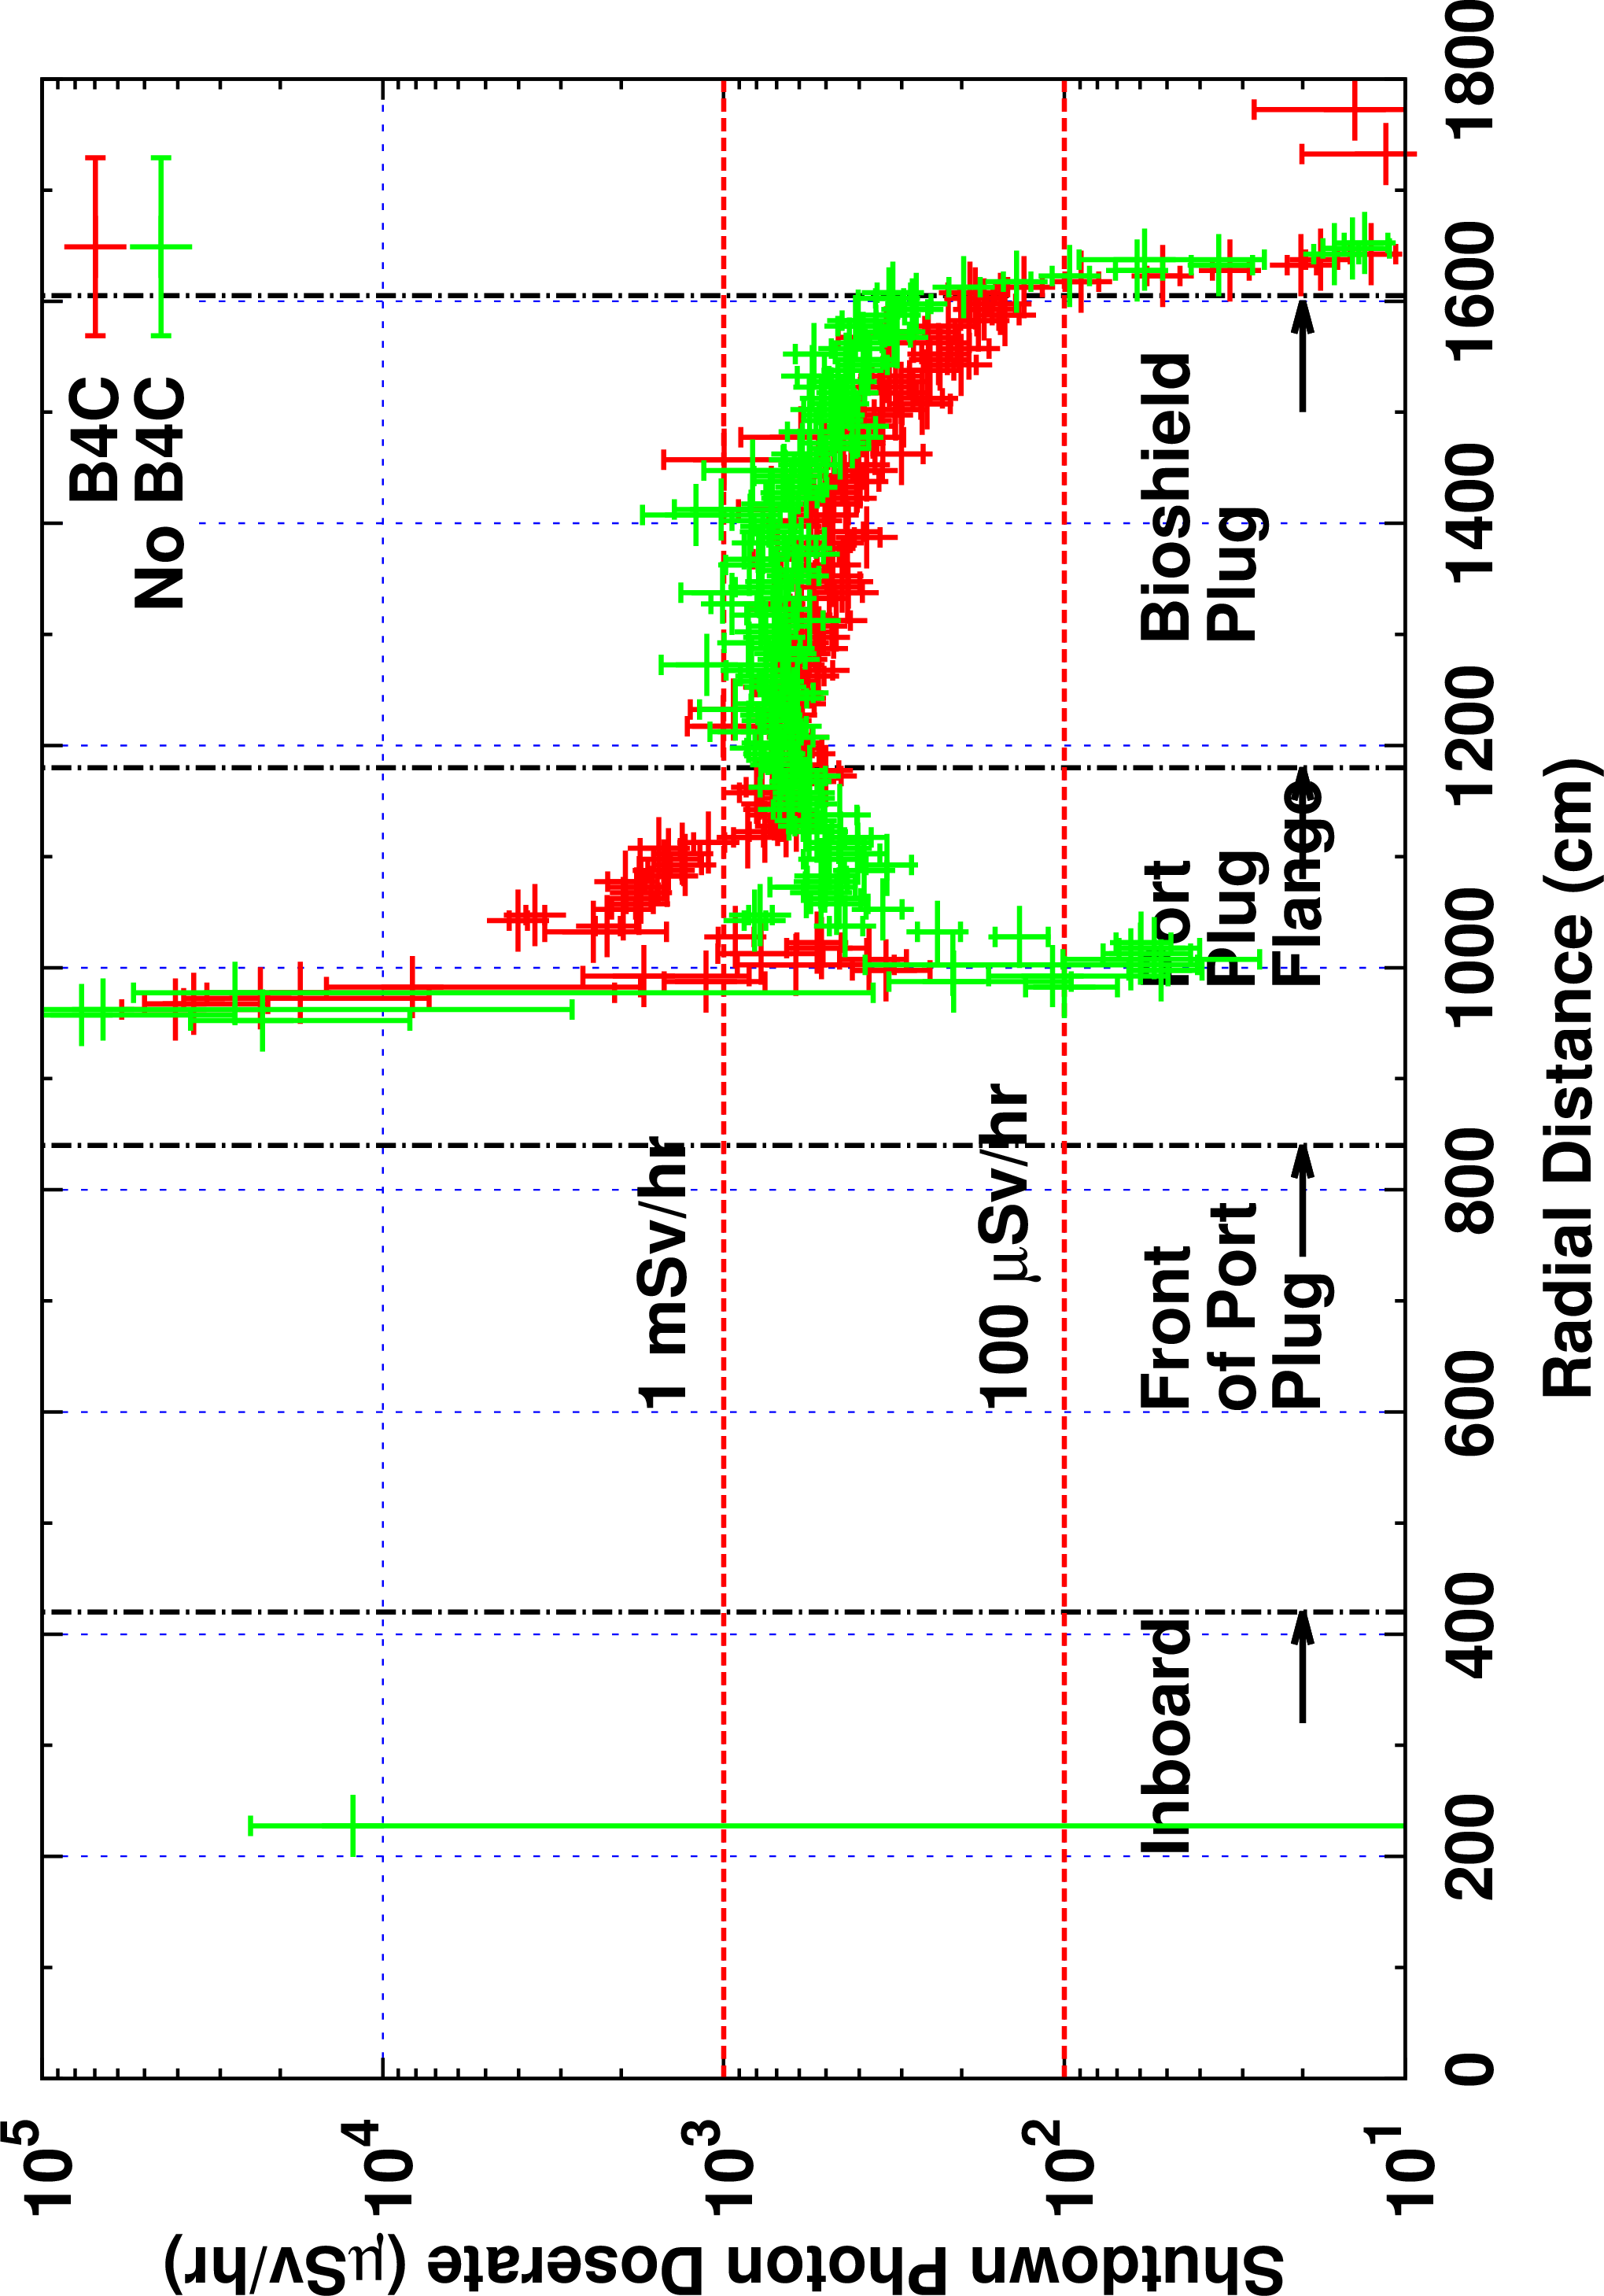 B4C
No B4C
1 mSv/hr
100 μSv/hr
Inboard
Front
of Port
Plug
Port
Plug
Flange
Bioshield
Plug
10^5
10^4
10^3
10^2
10^1
0
200
400
600
800
1000
1200
1400
1600
1800
Shutdown Photon Doserate (μSv/hr)
Radial Distance (cm)